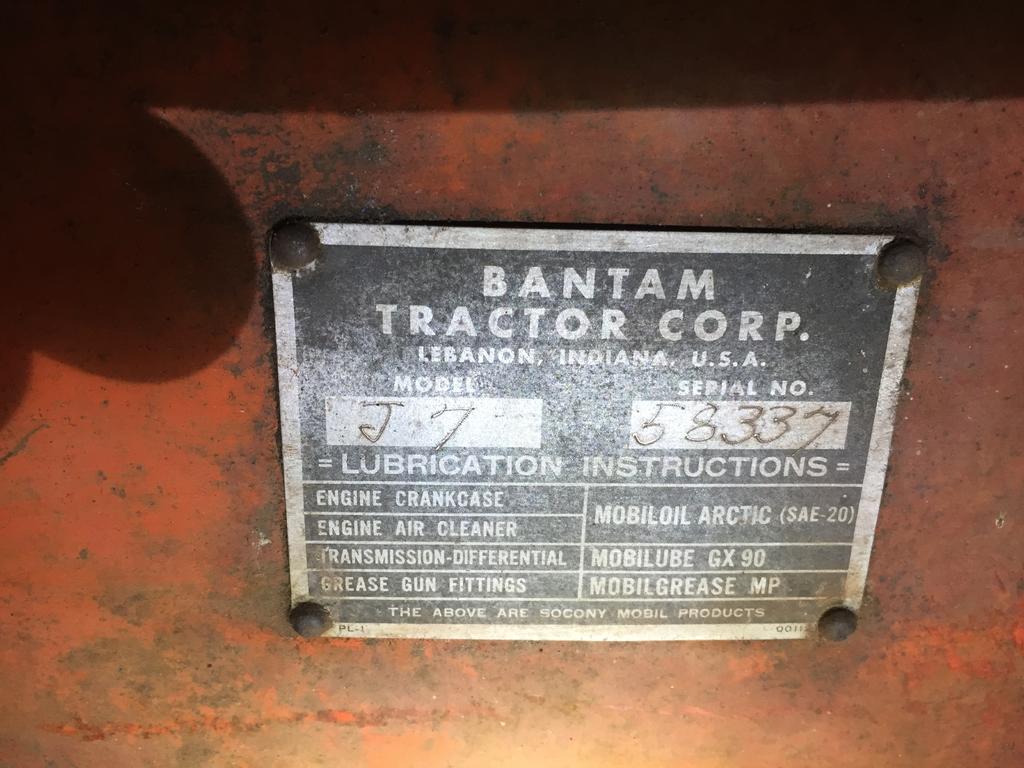 BANTAM
TRACTOR CORP.
LEBANON, INDIANA, U.S.A.
MODEL SERIAL NO.
J 7 58337
= LUBRICATION INSTRUCTIONS =
ENGINE CRANKCASE
ENGINE AIR CLEANER
MOBILOIL ARCTIC (SAE-20)
TRANSMISSION-DIFFERENTIAL MOBILUBE GX 90
GREASE GUN FITTINGS MOBILGREASE MP
THE ABOVE ARE SOCONY MOBIL PRODUCTS
PL-1